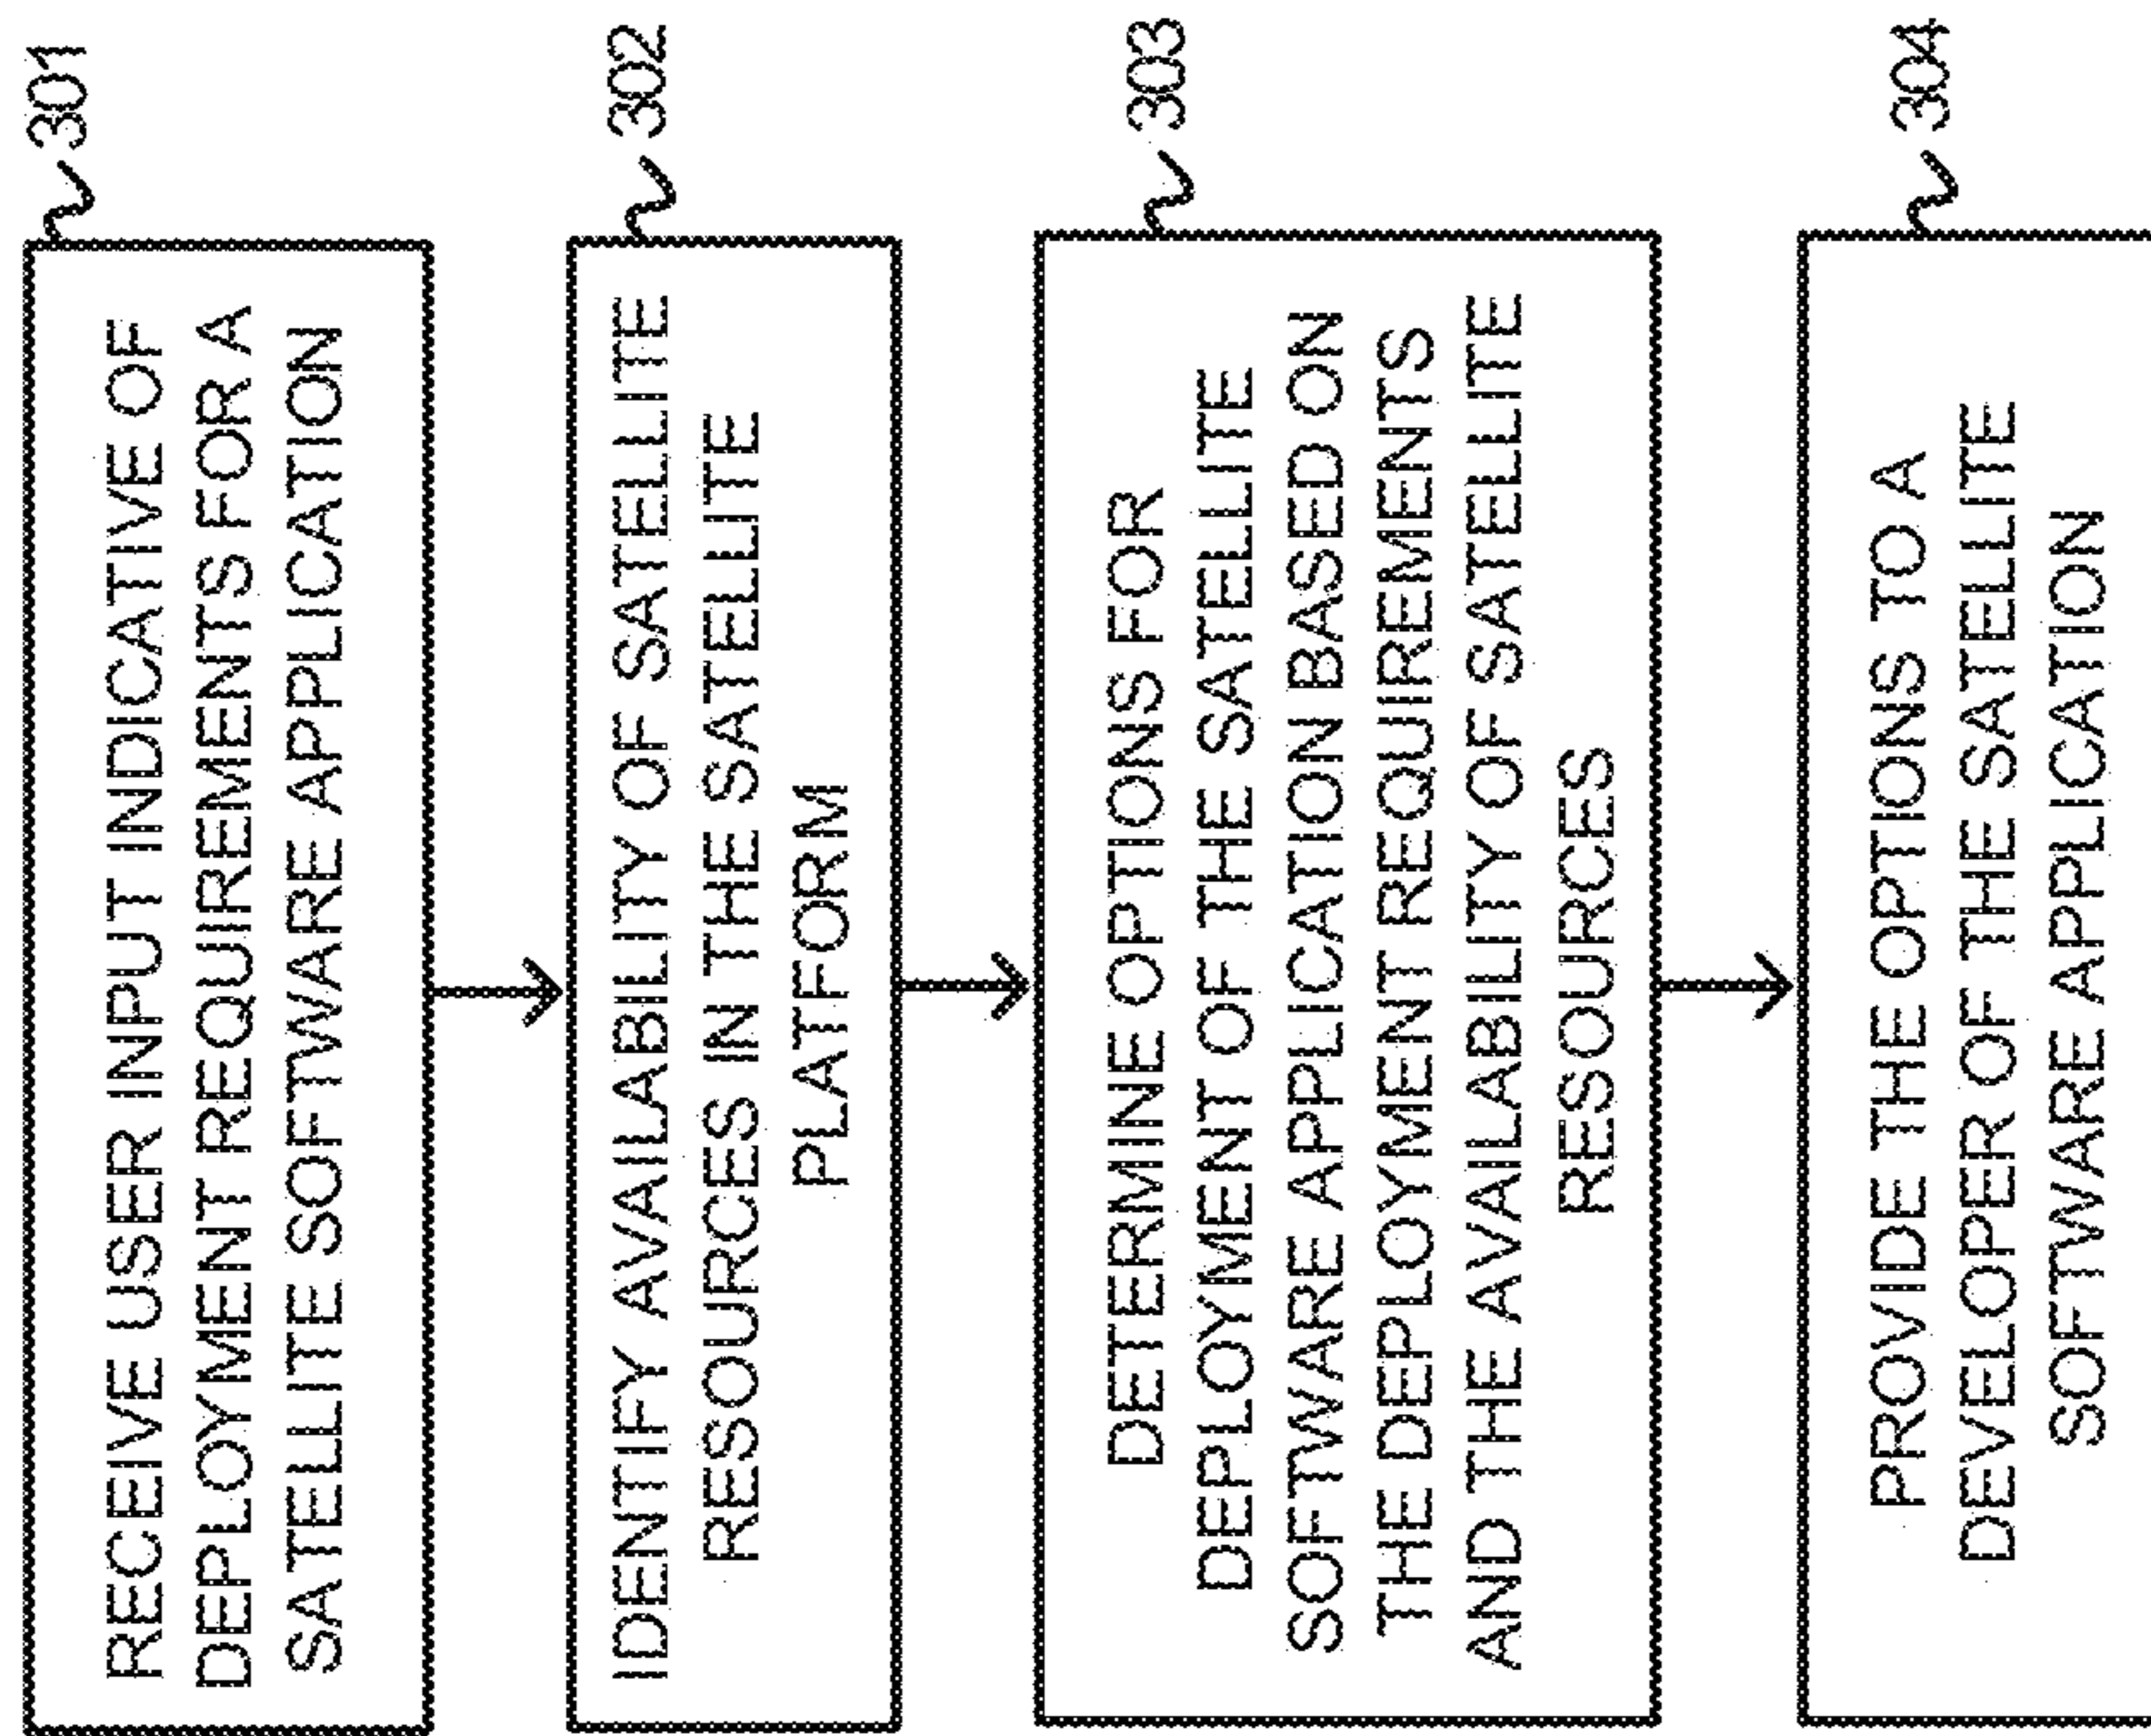 301
RECEIVE USER INPUT INDICATIVE OF
DEPLOYMENT REQUIREMENTS FOR A
SATELLITE SOFTWARE APPLICATION
302
IDENTIFY AVAILABILITY OF SATELLITE
RESOURCES IN THE SATELLITE
PLATFORM
303
DETERMINE OPTIONS FOR
DEPLOYMENT OF THE SATELLITE
SOFTWARE APPLICATION BASED ON
THE DEPLOYMENT REQUIREMENTS
AND THE AVAILABILITY OF SATELLITE
RESOURCES
304
PROVIDE THE OPTIONS TO A
DEVELOPER OF THE SATELLITE
SOFTWARE APPLICATION